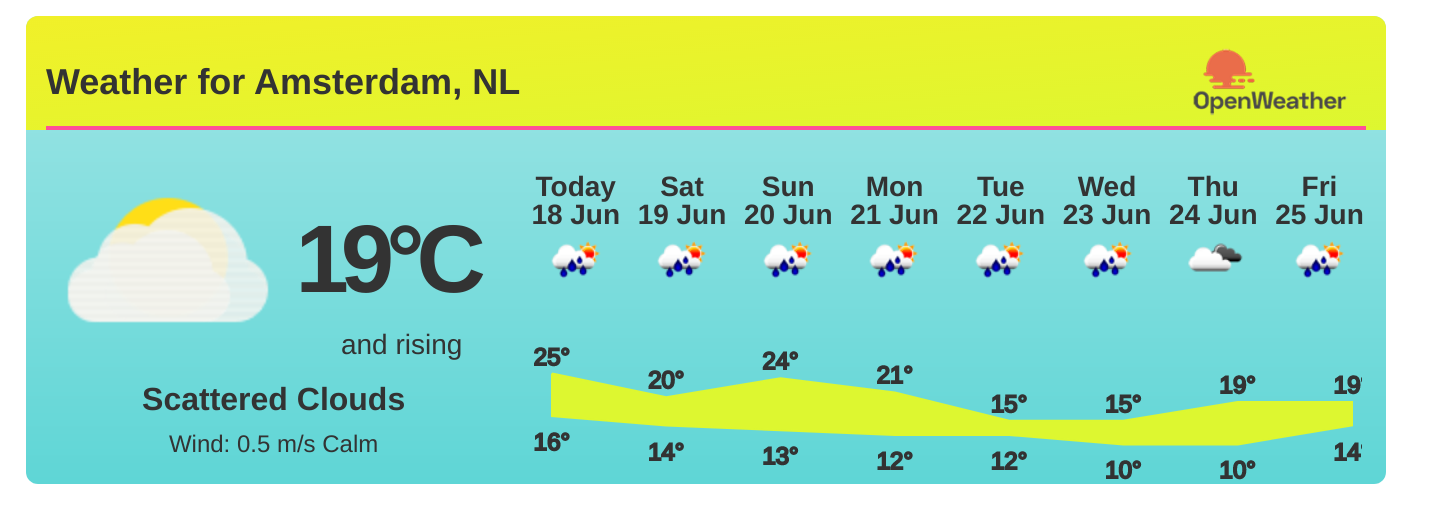 Weather for Amsterdam, NL
OpenWeather
19°C
and rising
Scattered Clouds
Wind: 0.5 m/s Calm
Today Sat Sun Mon Tue Wed Thu Fri
18 Jun 19 Jun 20 Jun 21 Jun 22 Jun 23 Jun 24 Jun 25 Jun
25° 20° 24° 21° 15° 15° 19° 19°
16° 14° 13° 12° 12° 10° 10° 14°